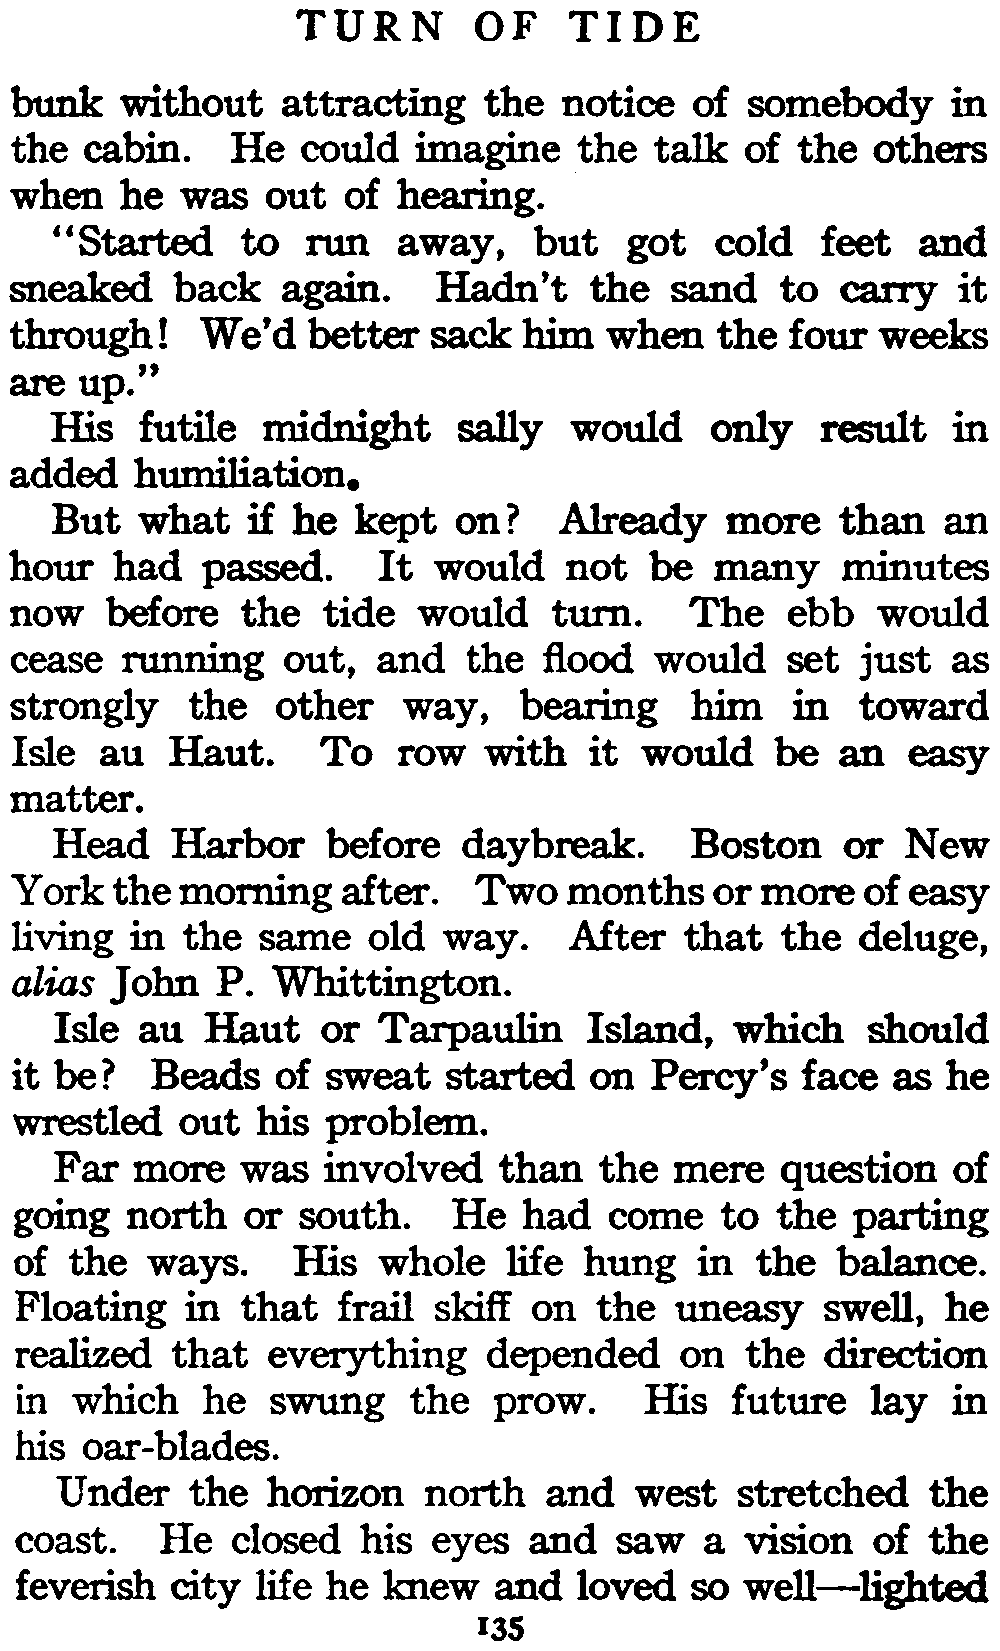 TURN OF TIDE
bunk without attracting the notice of somebody in
the cabin. He could imagine the talk of the others
when he was out of hearing.
"Started to run away, but got cold feet and
sneaked back again. Hadn't the sand to carry it
through! We'd better sack him when the four weeks
are up."
His futile midnight sally would only result in
added humiliation.
But what if he kept on? Already more than an
hour had passed. It would not be many minutes
now before the tide would turn. The ebb would
cease running out, and the flood would set just as
strongly the other way, bearing him in toward
Isle au Haut. To row with it would be an easy
matter.
Head Harbor before daybreak. Boston or New
York the morning after. Two months or more of easy
living in the same old way. After that the deluge,
alias John P. Whittington.
Isle au Haut or Tarpaulin Island, which should
it be? Beads of sweat started on Percy's face as he
wrestled out his problem.
Far more was involved than the mere question of
going north or south. He had come to the parting
of the ways. His whole life hung in the balance.
Floating in that frail skiff on the uneasy swell, he
realized that everything depended on the direction
in which he swung the prow. His future lay in
his oar-blades.
Under the horizon north and west stretched the
coast. He closed his eyes and saw a vision of the
feverish city life he knew and loved so well—lighted
135